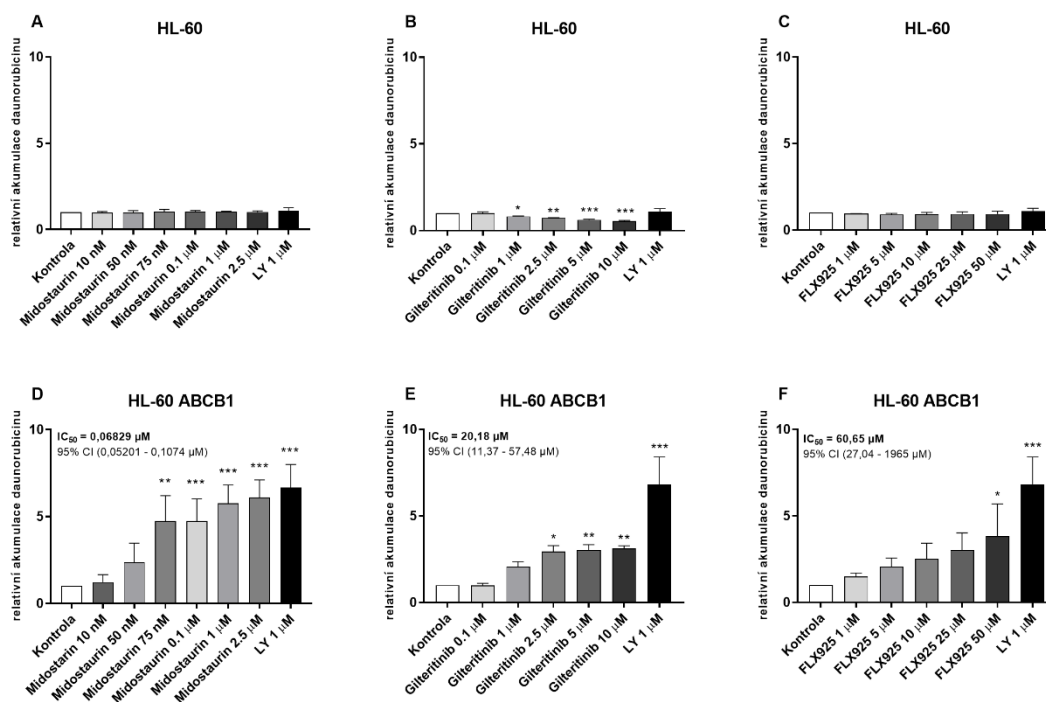 A
HL-60
relativní akumulace daunorubicinu
10
5
0
Kontrola
Midostaurin 10 nM
Midostaurin 50 nM
Midostaurin 75 nM
Midostaurin 0.1 μM
Midostaurin 1 μM
Midostaurin 2.5 μM
LY 1 μM
B
HL-60
relativní akumulace daunorubicinu
10
5
0
*
**
***
***
Kontrola
Gilteritinib 0.1 μM
Gilteritinib 1 μM
Gilteritinib 2.5 μM
Gilteritinib 5 μM
Gilteritinib 10 μM
LY 1 μM
C
HL-60
relativní akumulace daunorubicinu
10
5
0
Kontrola
FLX925 1 μM
FLX925 5 μM
FLX925 10 μM
FLX925 25 μM
FLX925 50 μM
LY 1 μM
D
HL-60 ABCB1
relativní akumulace daunorubicinu
10
5
0
IC50 = 0,06829 μM
95% CI (0,05201 - 0,1074 μM)
**
***
***
***
***
Kontrola
Midostarin 10 nM
Midostaurin 50 nM
Midostaurin 75 nM
Midostaurin 0.1 μM
Midostaurin 1 μM
Midostaurin 2.5 μM
LY 1 μM
E
HL-60 ABCB1
relativní akumulace daunorubicinu
10
5
0
IC50 = 20,18 μM
95% CI (11,37 - 57,48 μM)
*
**
**
***
Kontrola
Gilteritinib 0.1 μM
Gilteritinib 1 μM
Gilteritinib 2.5 μM
Gilteritinib 5 μM
Gilteritinib 10 μM
LY 1 μM
F
HL-60 ABCB1
relativní akumulace daunorubicinu
10
5
0
IC50 = 60,65 μM
95% CI (27,04 - 1965 μM)
*
***
Kontrola
FLX925 1 μM
FLX925 5 μM
FLX925 10 μM
FLX925 25 μM
FLX925 50 μM
LY 1 μM